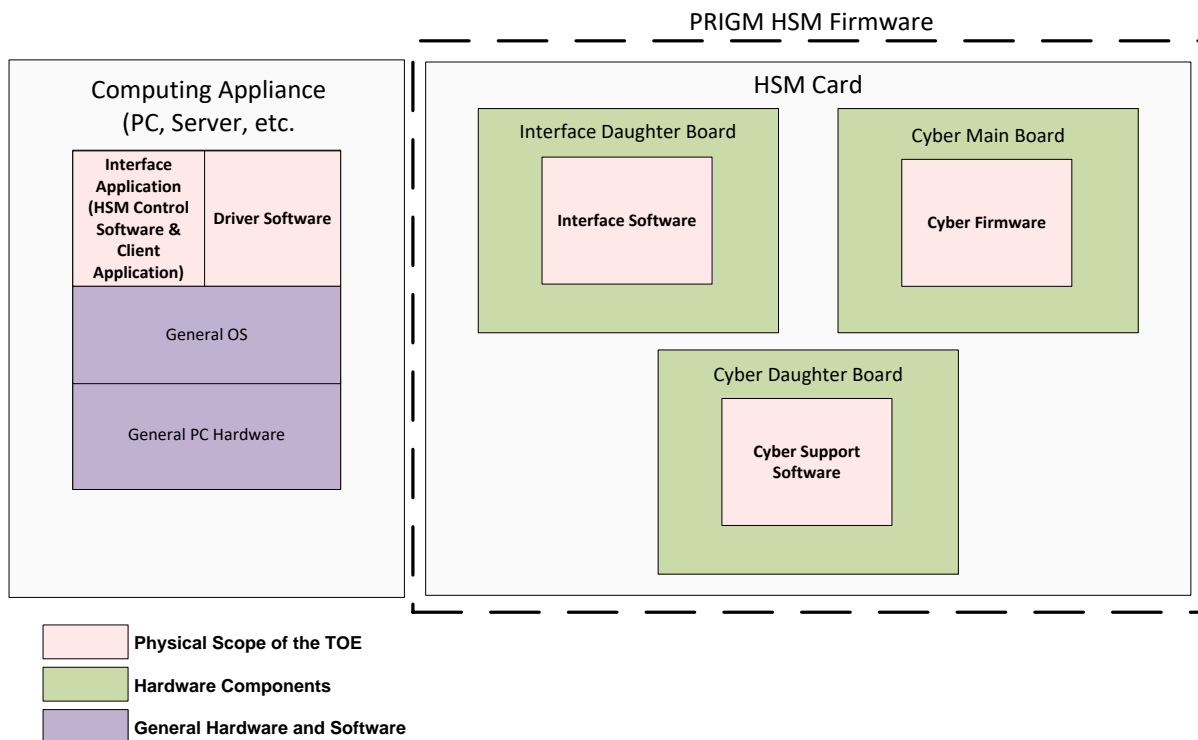 PRIGM HSM Firmware
Computing Appliance
(PC, Server, etc.
Interface
Application
(HSM Control
Software &
Client
Application)
Driver Software
General OS
General PC Hardware
HSM Card
Interface Daughter Board
Interface Software
Cyber Main Board
Cyber Firmware
Cyber Daughter Board
Cyber Support
Software
Physical Scope of the TOE
Hardware Components
General Hardware and Software